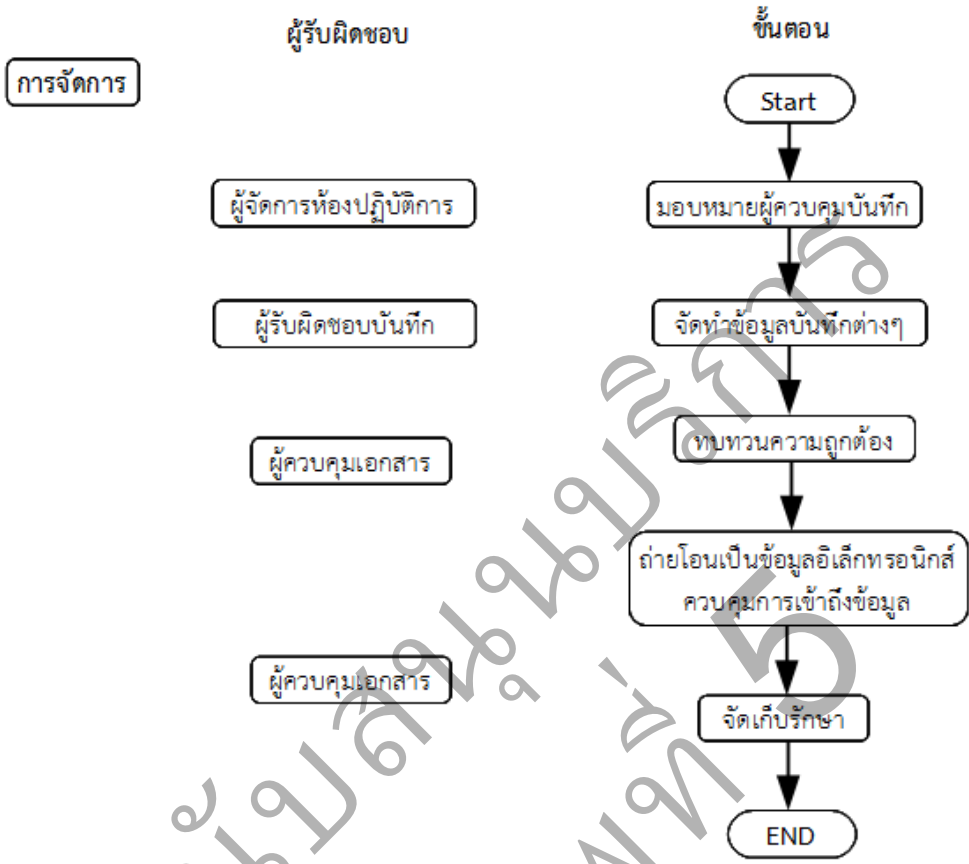 ผู้รับผิดชอบ
ขั้นตอน
การจัดการ
Start
ผู้จัดการห้องปฏิบัติการ
มอบหมายผู้ควบคุมบันทึก
ผู้รับผิดชอบบันทึก
จัดทำข้อมูลบันทึกต่างๆ
ผู้ควบคุมเอกสาร
ทบทวนความถูกต้อง
ถ่ายโอนเป็นข้อมูลอิเล็กทรอนิกส์
ควบคุมการเข้าถึงข้อมูล
ผู้ควบคุมเอกสาร
จัดเก็บรักษา
END